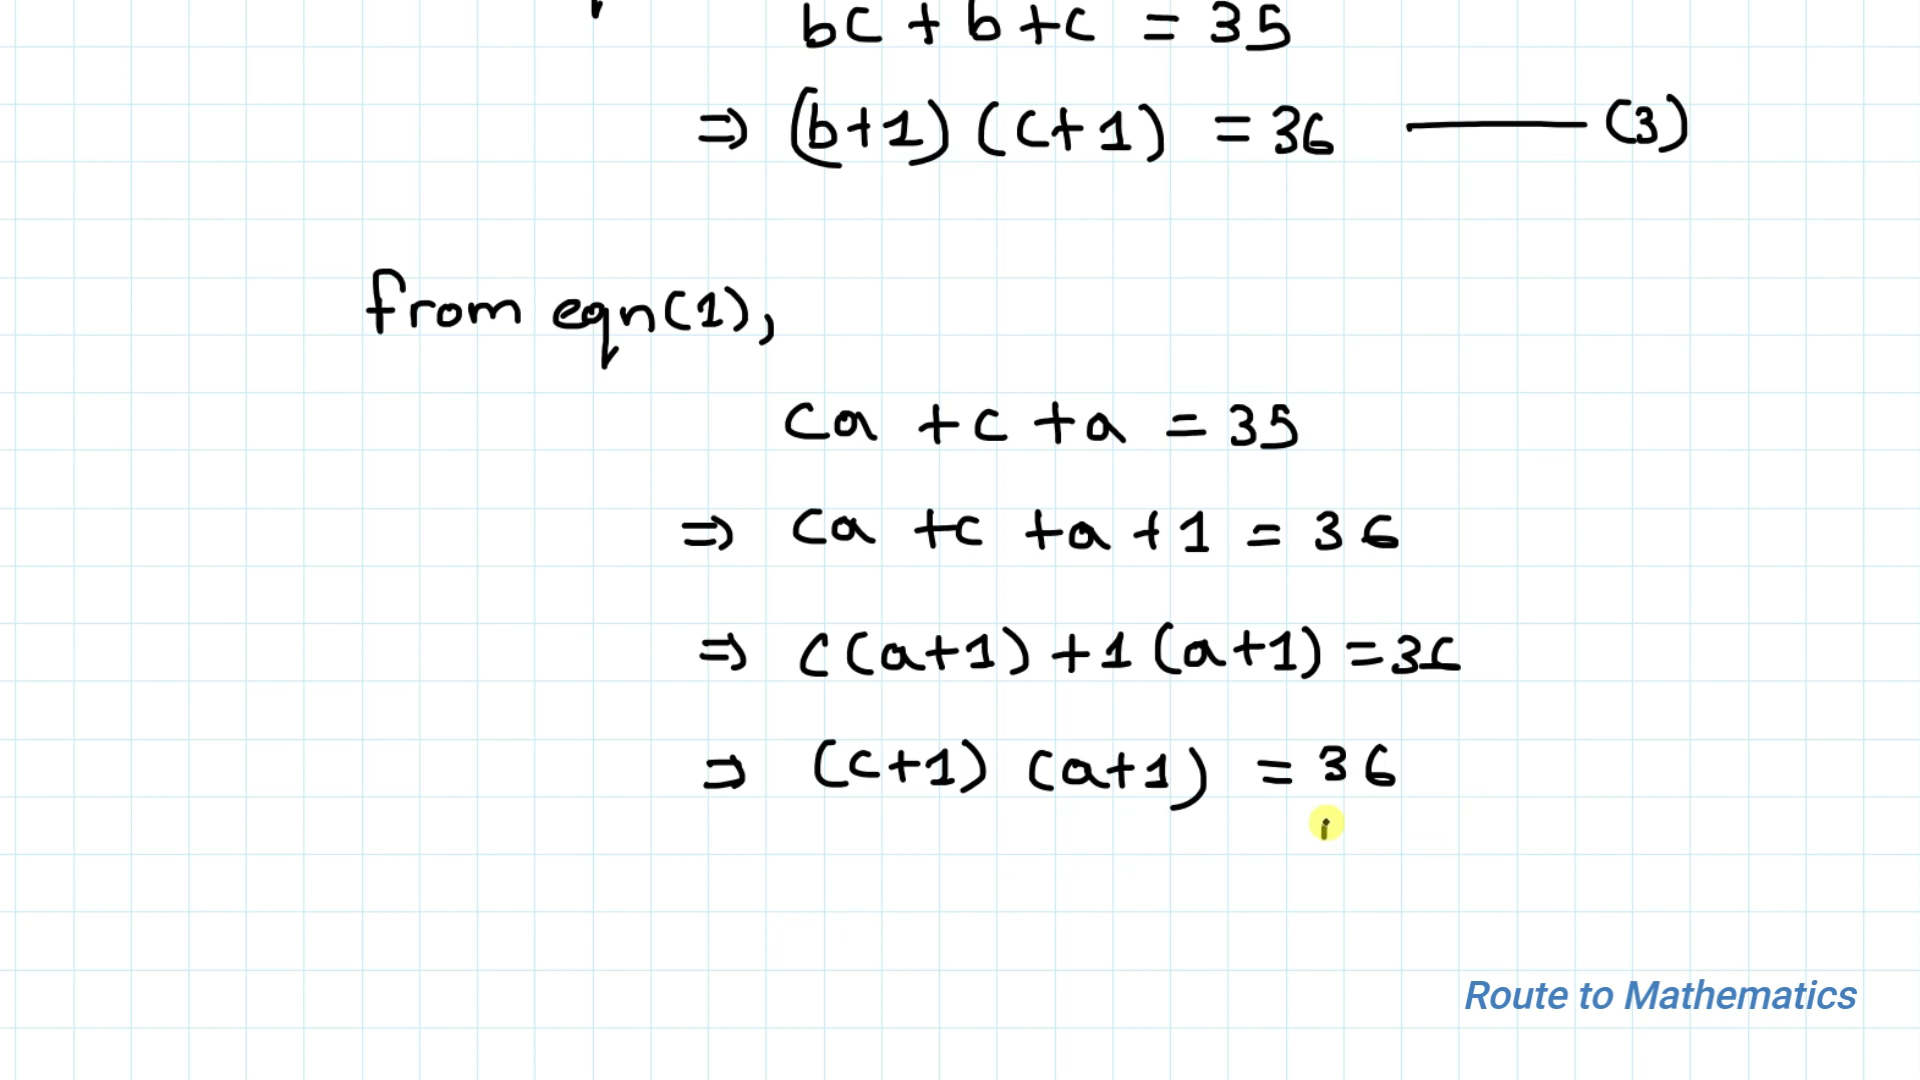 bc + b + c = 35
⇒ (b+1) (c+1) = 36 ——— (3)
from eqn(1),
ca + c + a = 35
⇒ ca + c + a + 1 = 36
⇒ c(a+1) + 1(a+1) = 36
⇒ (c+1) (a+1) = 36
Route to Mathematics